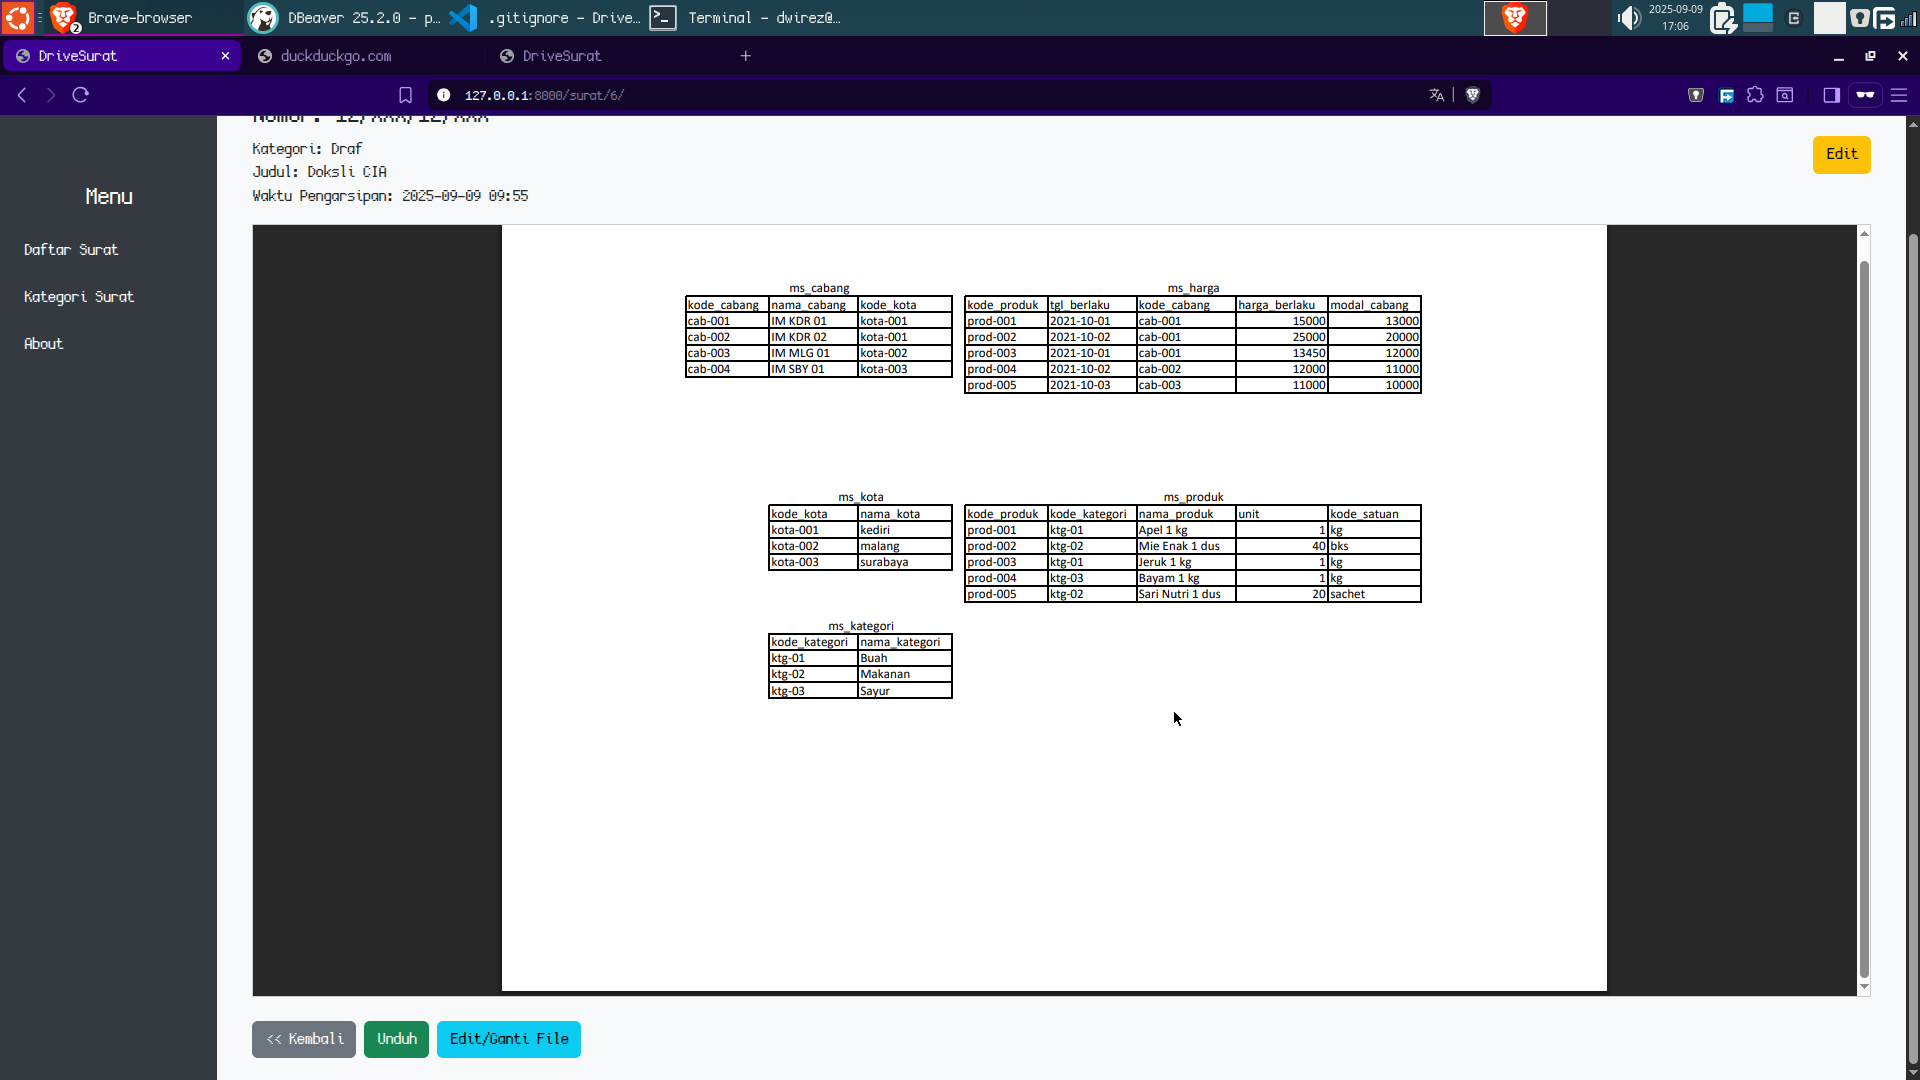 Brave-browser
2
DBeaver 25.2.0 - p...
.gitignore - Drive...
Terminal - dwirez@...
2025-09-09
17:06
DriveSurat
duckduckgo.com
DriveSurat
127.0.0.1:8000/surat/6/
Menu
Daftar Surat
Kategori Surat
About
Nomor: 12/XXX/12/XXX
Kategori: Draf
Judul: Doksli CIA
Waktu Pengarsipan: 2025-09-09 09:55
Edit
ms_cabang
kode_cabang nama_cabang kode_kota
cab-001 IM KDR 01 kota-001
cab-002 IM KDR 02 kota-001
cab-003 IM MLG 01 kota-002
cab-004 IM SBY 01 kota-003
ms_harga
kode_produk tgl_berlaku kode_cabang harga_berlaku modal_cabang
prod-001 2021-10-01 cab-001 15000 13000
prod-002 2021-10-02 cab-001 25000 20000
prod-003 2021-10-01 cab-001 13450 12000
prod-004 2021-10-02 cab-002 12000 11000
prod-005 2021-10-03 cab-003 11000 10000
ms_kota
kode_kota nama_kota
kota-001 kediri
kota-002 malang
kota-003 surabaya
ms_produk
kode_produk kode_kategori nama_produk unit kode_satuan
prod-001 ktg-01 Apel 1 kg 1 kg
prod-002 ktg-02 Mie Enak 1 dus 40 bks
prod-003 ktg-01 Jeruk 1 kg 1 kg
prod-004 ktg-03 Bayam 1 kg 1 kg
prod-005 ktg-02 Sari Nutri 1 dus 20 sachet
ms_kategori
kode_kategori nama_kategori
ktg-01 Buah
ktg-02 Makanan
ktg-03 Sayur
<< Kembali
Unduh
Edit/Ganti File